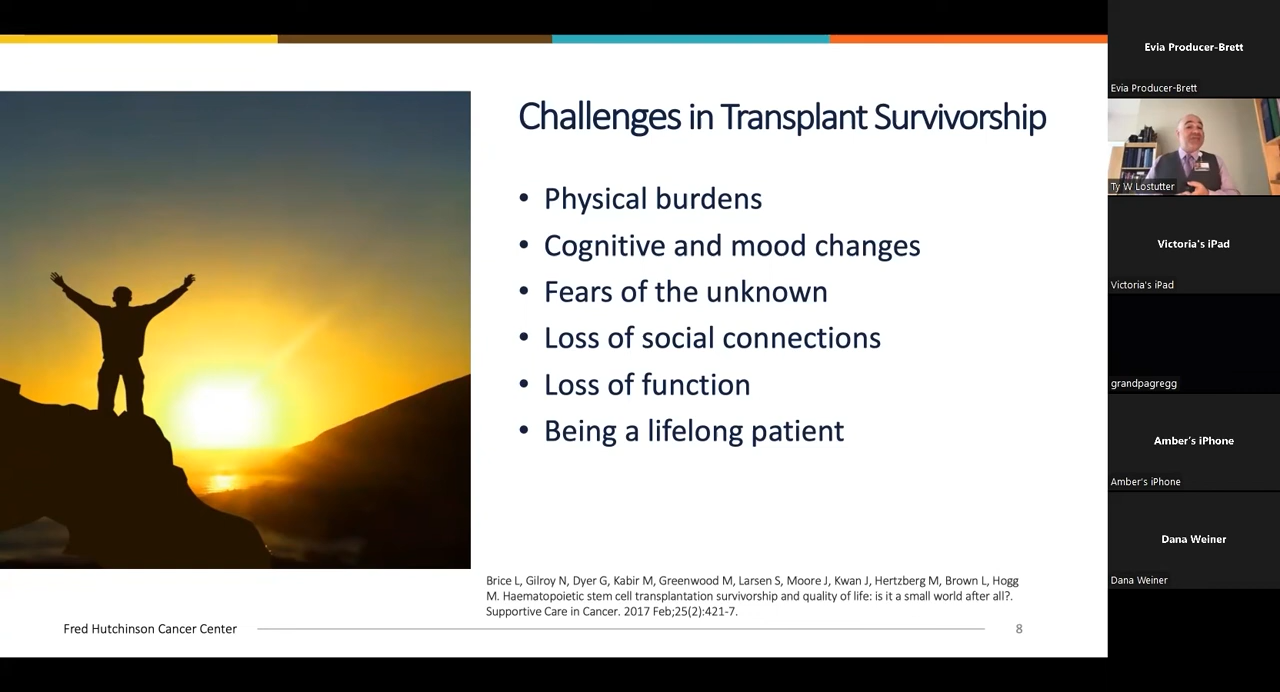 Challenges in Transplant Survivorship
• Physical burdens
• Cognitive and mood changes
• Fears of the unknown
• Loss of social connections
• Loss of function
• Being a lifelong patient
Brice L, Gilroy N, Dyer G, Kabir M, Greenwood M, Larsen S, Moore J, Kwan J, Hertzberg M, Brown L, Hogg
M. Haematopoietic stem cell transplantation survivorship and quality of life: is it a small world after all?.
Supportive Care in Cancer. 2017 Feb;25(2):421-7.
Fred Hutchinson Cancer Center
8
Evia Producer-Brett
Evia Producer-Brett
Ty W Lostutter
Victoria's iPad
Victoria's iPad
grandpagregg
Amber's iPhone
Amber's iPhone
Dana Weiner
Dana Weiner